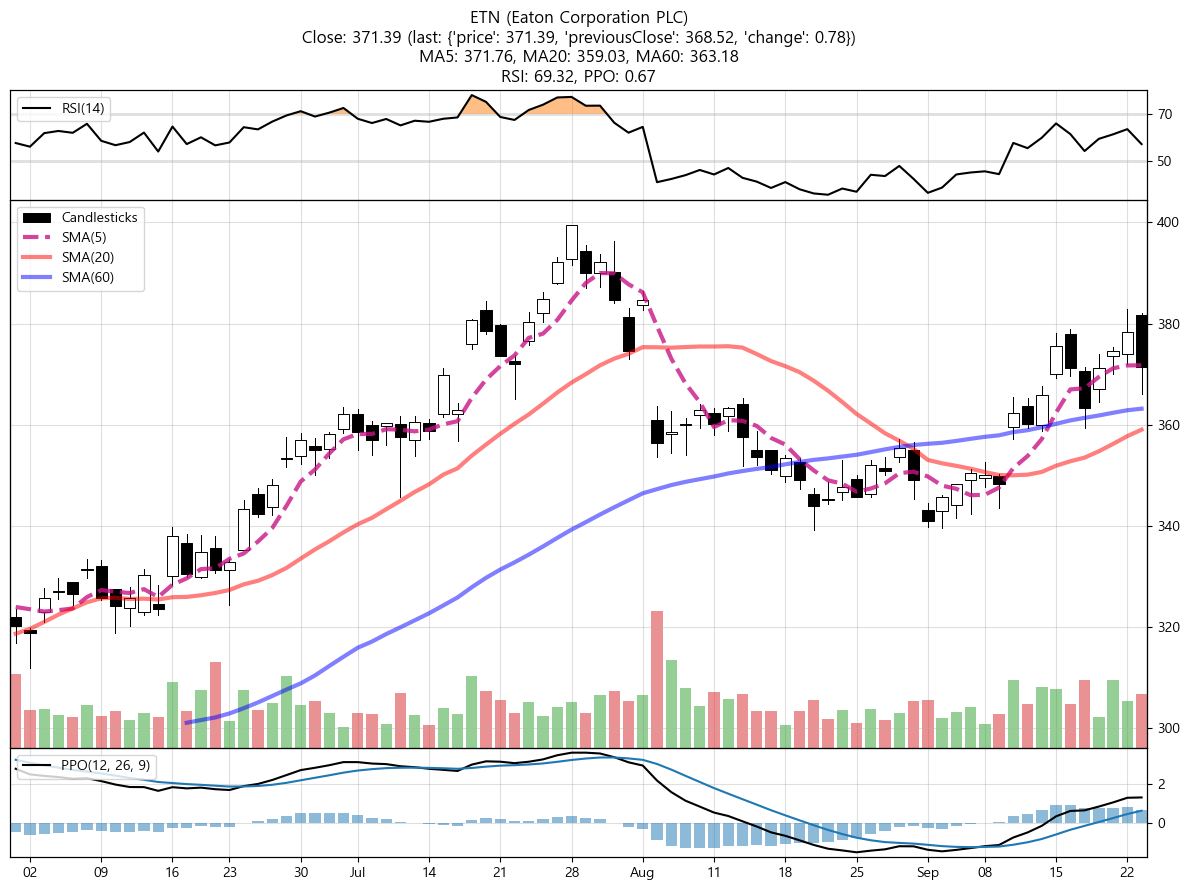 ETN (Eaton Corporation PLC)
Close: 371.39 (last: {'price': 371.39, 'previousClose': 368.52, 'change': 0.78})
MA5: 371.76, MA20: 359.03, MA60: 363.18
RSI: 69.32, PPO: 0.67
RSI(14)
70
50
Candlesticks
SMA(5)
SMA(20)
SMA(60)
400
380
360
340
320
300
PPO(12, 26, 9)
2
0
02 09 16 23 30 Jul 14 21 28 Aug 11 18 25 Sep 08 15 22